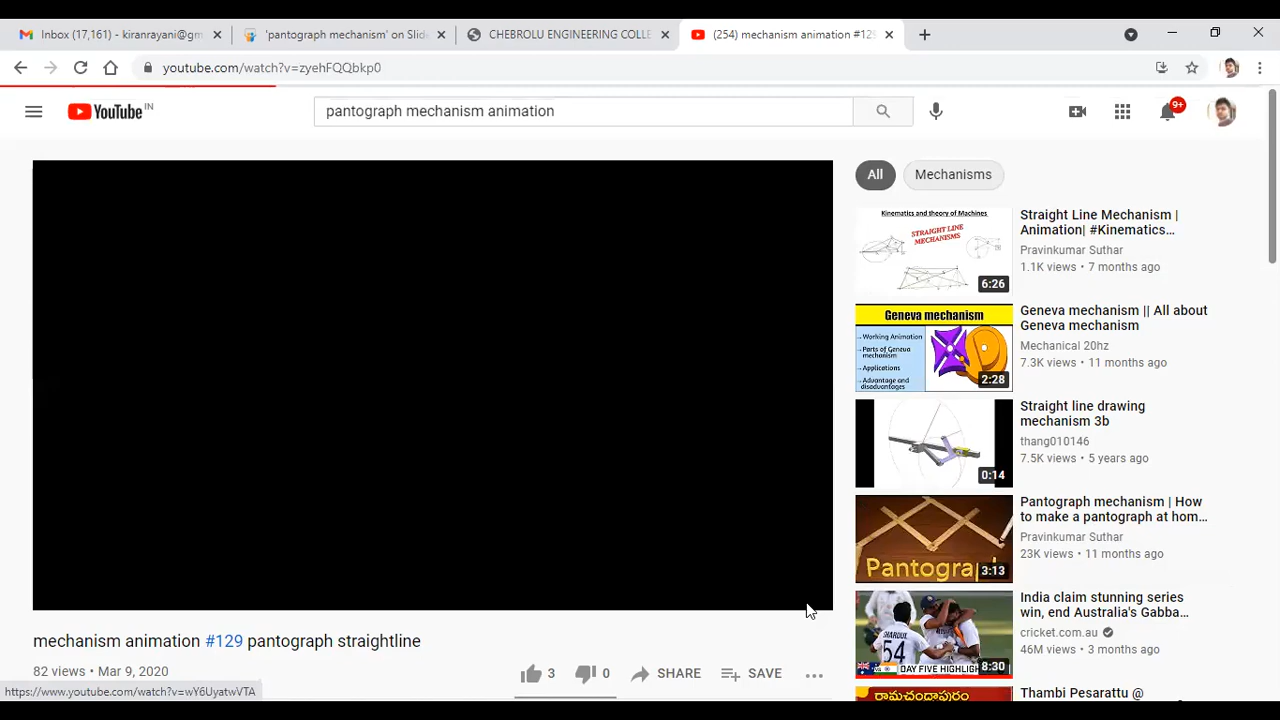 Inbox (17,161) - kiranrayani@gm
'pantograph mechanism' on Slid
CHEBROLU ENGINEERING COLLE
(254) mechanism animation #129
youtube.com/watch?v=zyehFQQbkp0
YouTube IN
pantograph mechanism animation
9+
All
Mechanisms
Kinematics and theory of Machines
STRAIGHT LINE
MECHANISMS
6:26
Straight Line Mechanism |
Animation| #Kinematics...
Pravinkumar Suthar
1.1K views • 7 months ago
Geneva mechanism
Working Animation
Parts of Geneva
mechanism
Applications
Advantage and
disadvantages
2:28
Geneva mechanism || All about
Geneva mechanism
Mechanical 20hz
7.3K views • 11 months ago
0:14
Straight line drawing
mechanism 3b
thang010146
7.5K views • 5 years ago
Pantograph
3:13
Pantograph mechanism | How
to make a pantograph at hom...
Pravinkumar Suthar
23K views • 11 months ago
SHARDUL
54
DAY FIVE HIGHLIGH
8:30
India claim stunning series
win, end Australia's Gabba...
cricket.com.au
46M views • 3 months ago
రామచంద్రాపురం
Thambi Pesarattu @
mechanism animation #129 pantograph straightline
82 views • Mar 9, 2020
3
0
SHARE
SAVE
https://www.youtube.com/watch?v=vY6UyatwVTA